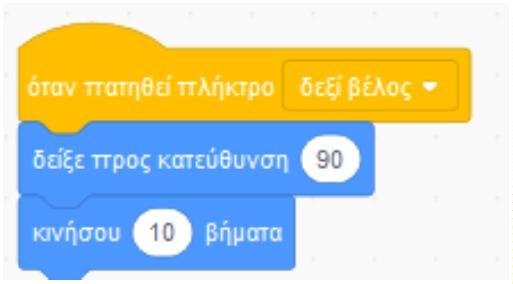 όταν πατηθεί πλήκτρο δεξί βέλος
δείξε προς κατεύθυνση 90
κινήσου 10 βήματα